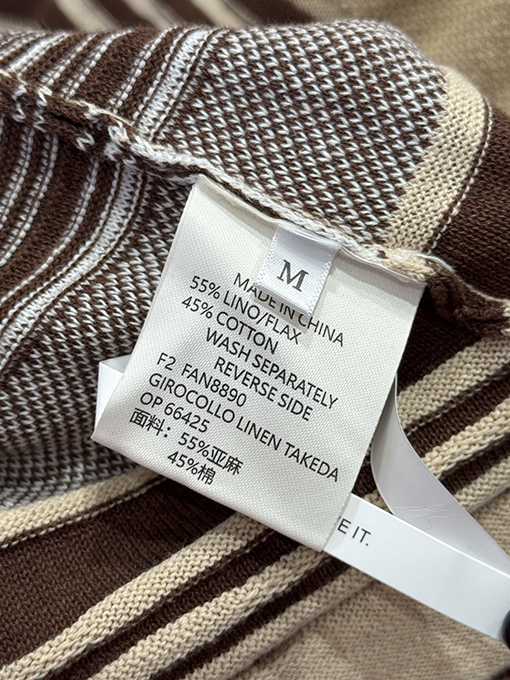 M
MADE IN CHINA
55% LINO/FLAX
45% COTTON
WASH SEPARATELY
REVERSE SIDE
F2 FAN8890
GIROCOLLO LINEN TAKEDA
OP 66425
面料：55%亚麻
45%棉
IT.